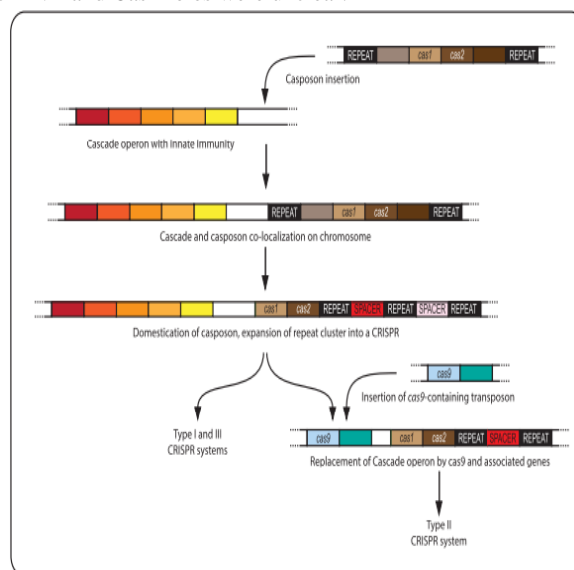 REPEAT cas1 cas2 REPEAT
Casposon insertion
Cascade operon with innate immunity
REPEAT cas1 cas2 REPEAT
Cascade and casposon co-localization on chromosome
cas1 cas2 REPEAT SPACER REPEAT SPACER REPEAT
Domestication of casposon, expansion of repeat cluster into a CRISPR
cas9
Insertion of cas9-containing transposon
Type I and III
CRISPR systems
cas9 cas1 cas2 REPEAT SPACER REPEAT
Replacement of Cascade operon by cas9 and associated genes
Type II
CRISPR system